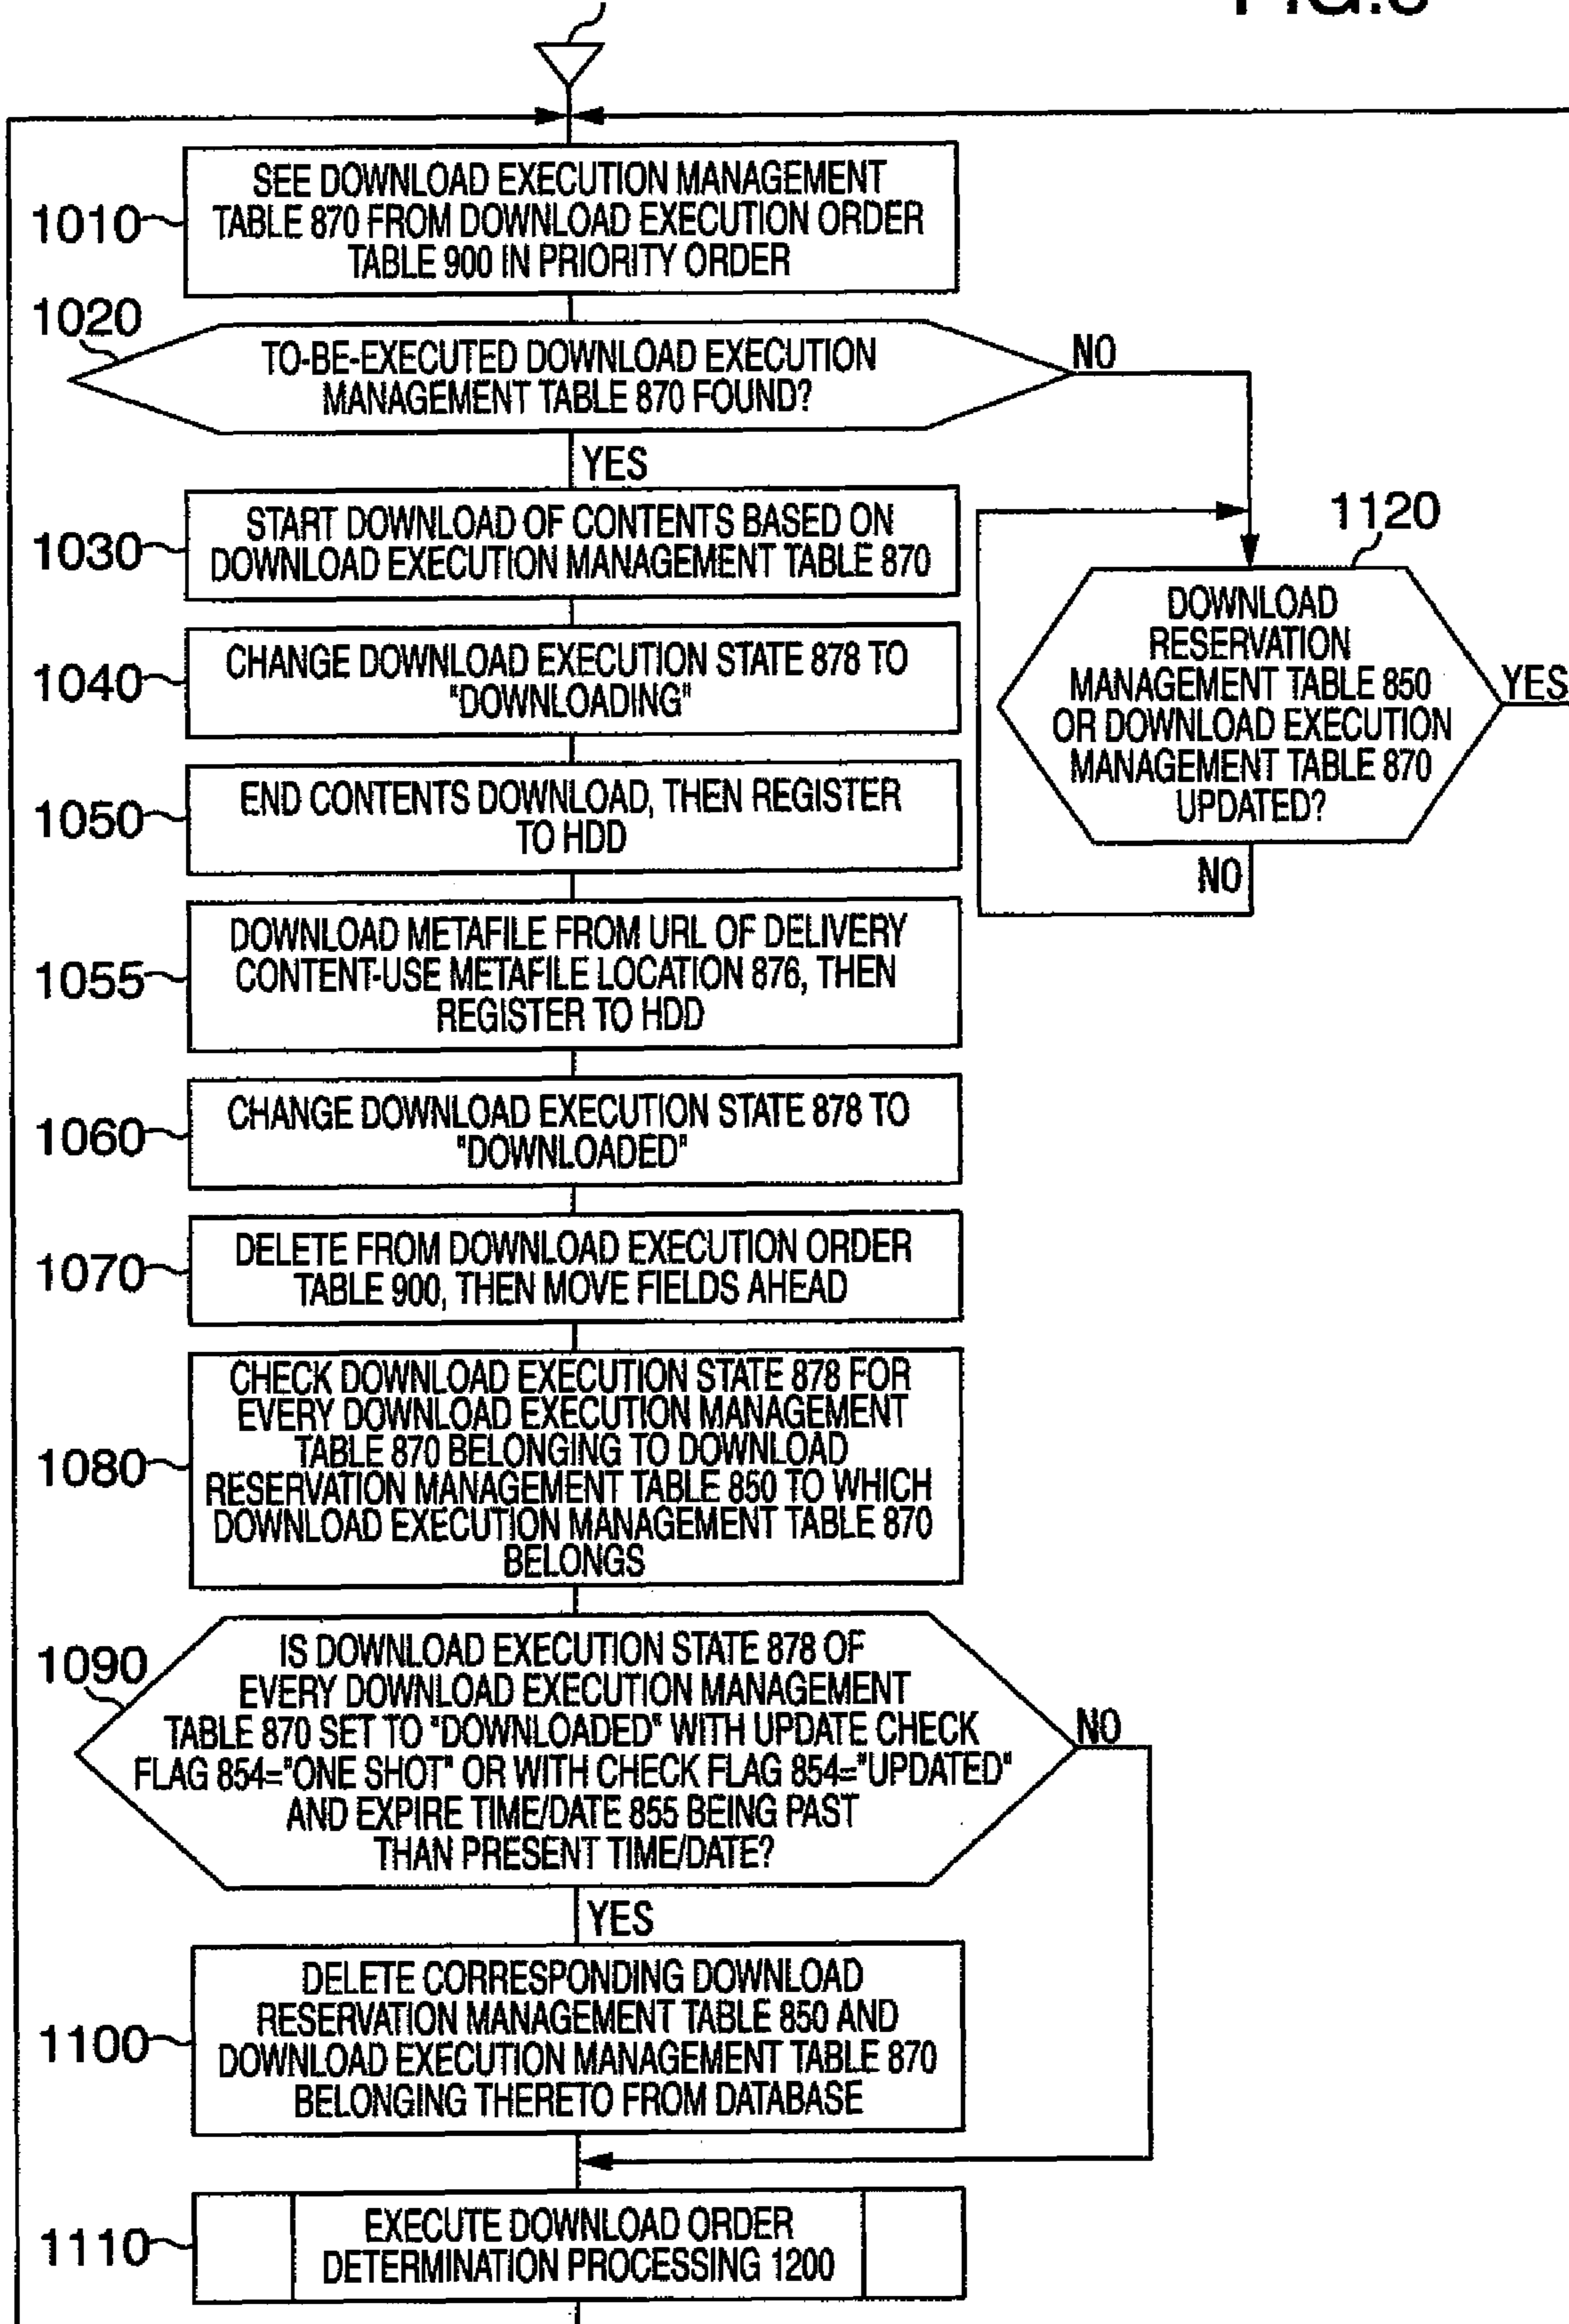 1010
SEE DOWNLOAD EXECUTION MANAGEMENT
TABLE 870 FROM DOWNLOAD EXECUTION ORDER
TABLE 900 IN PRIORITY ORDER
1020
TO-BE-EXECUTED DOWNLOAD EXECUTION
MANAGEMENT TABLE 870 FOUND?
NO
YES
1030
START DOWNLOAD OF CONTENTS BASED ON
DOWNLOAD EXECUTION MANAGEMENT TABLE 870
1120
DOWNLOAD
RESERVATION
MANAGEMENT TABLE 850
OR DOWNLOAD EXECUTION
MANAGEMENT TABLE 870
UPDATED?
YES
NO
1040
CHANGE DOWNLOAD EXECUTION STATE 878 TO
"DOWNLOADING"
1050
END CONTENTS DOWNLOAD, THEN REGISTER
TO HDD
1055
DOWNLOAD METAFILE FROM URL OF DELIVERY
CONTENT-USE METAFILE LOCATION 876, THEN
REGISTER TO HDD
1060
CHANGE DOWNLOAD EXECUTION STATE 878 TO
"DOWNLOADED"
1070
DELETE FROM DOWNLOAD EXECUTION ORDER
TABLE 900, THEN MOVE FIELDS AHEAD
1080
CHECK DOWNLOAD EXECUTION STATE 878 FOR
EVERY DOWNLOAD EXECUTION MANAGEMENT
TABLE 870 BELONGING TO DOWNLOAD
RESERVATION MANAGEMENT TABLE 850 TO WHICH
DOWNLOAD EXECUTION MANAGEMENT TABLE 870
BELONGS
1090
IS DOWNLOAD EXECUTION STATE 878 OF
EVERY DOWNLOAD EXECUTION MANAGEMENT
TABLE 870 SET TO "DOWNLOADED" WITH UPDATE CHECK
FLAG 854="ONE SHOT" OR WITH CHECK FLAG 854="UPDATED"
AND EXPIRE TIME/DATE 855 BEING PAST
THAN PRESENT TIME/DATE?
NO
YES
1100
DELETE CORRESPONDING DOWNLOAD
RESERVATION MANAGEMENT TABLE 850 AND
DOWNLOAD EXECUTION MANAGEMENT TABLE 870
BELONGING THERETO FROM DATABASE
1110
EXECUTE DOWNLOAD ORDER
DETERMINATION PROCESSING 1200